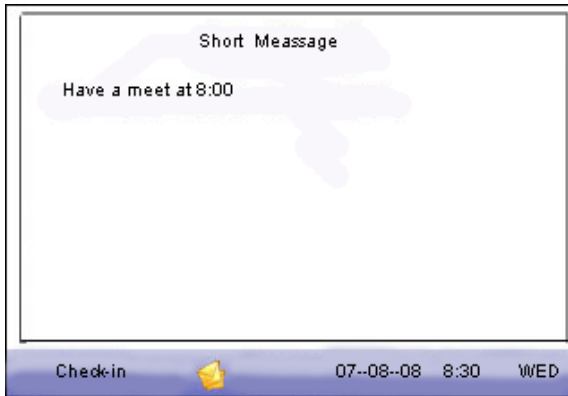 Short Meassage
Have a meet at 8:00
Check-in 07--08--08 8:30 WED